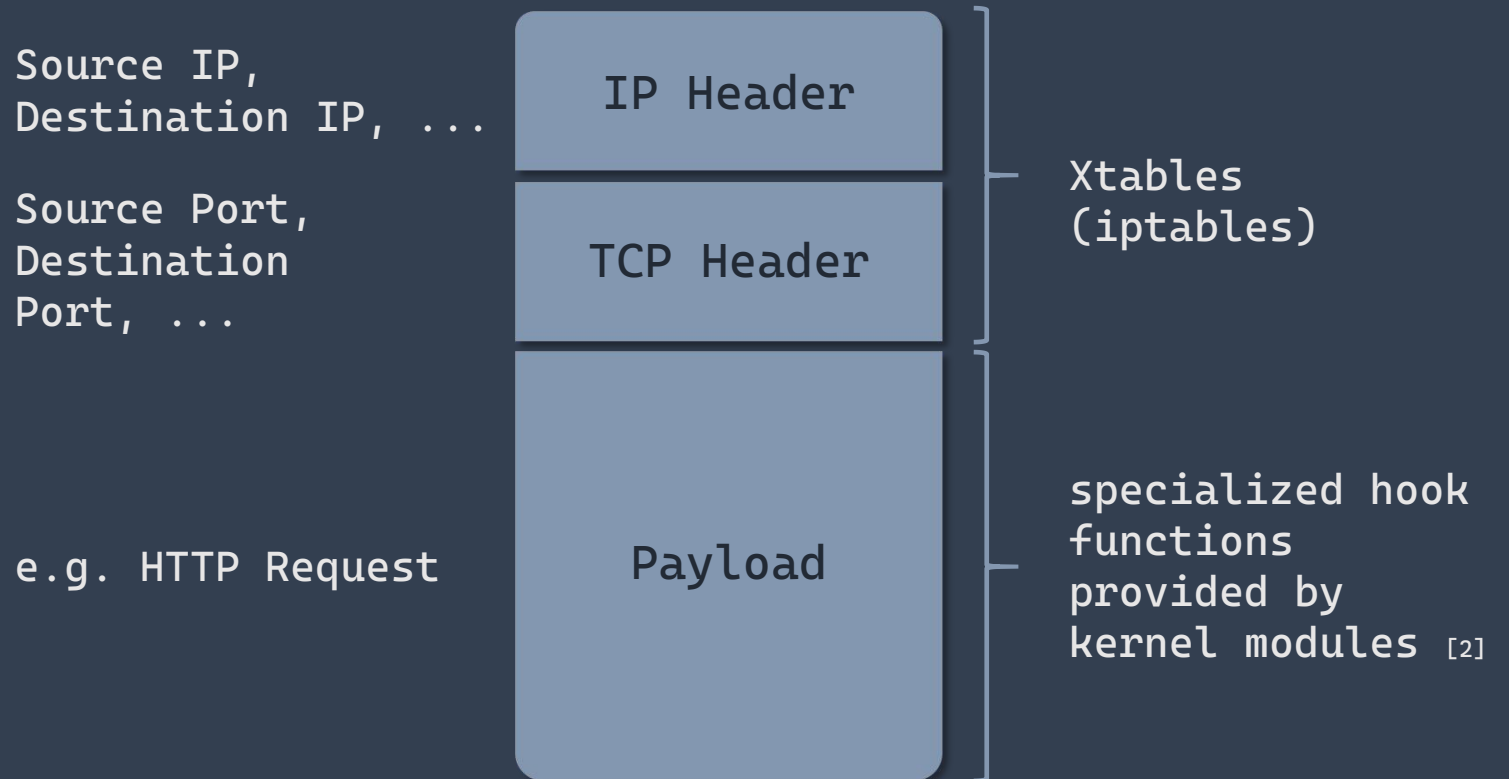 Source IP,
Destination IP, ...
IP Header
Source Port,
Destination
Port, ...
TCP Header
Xtables
(iptables)
e.g. HTTP Request
Payload
specialized hook
functions
provided by
kernel modules [2]